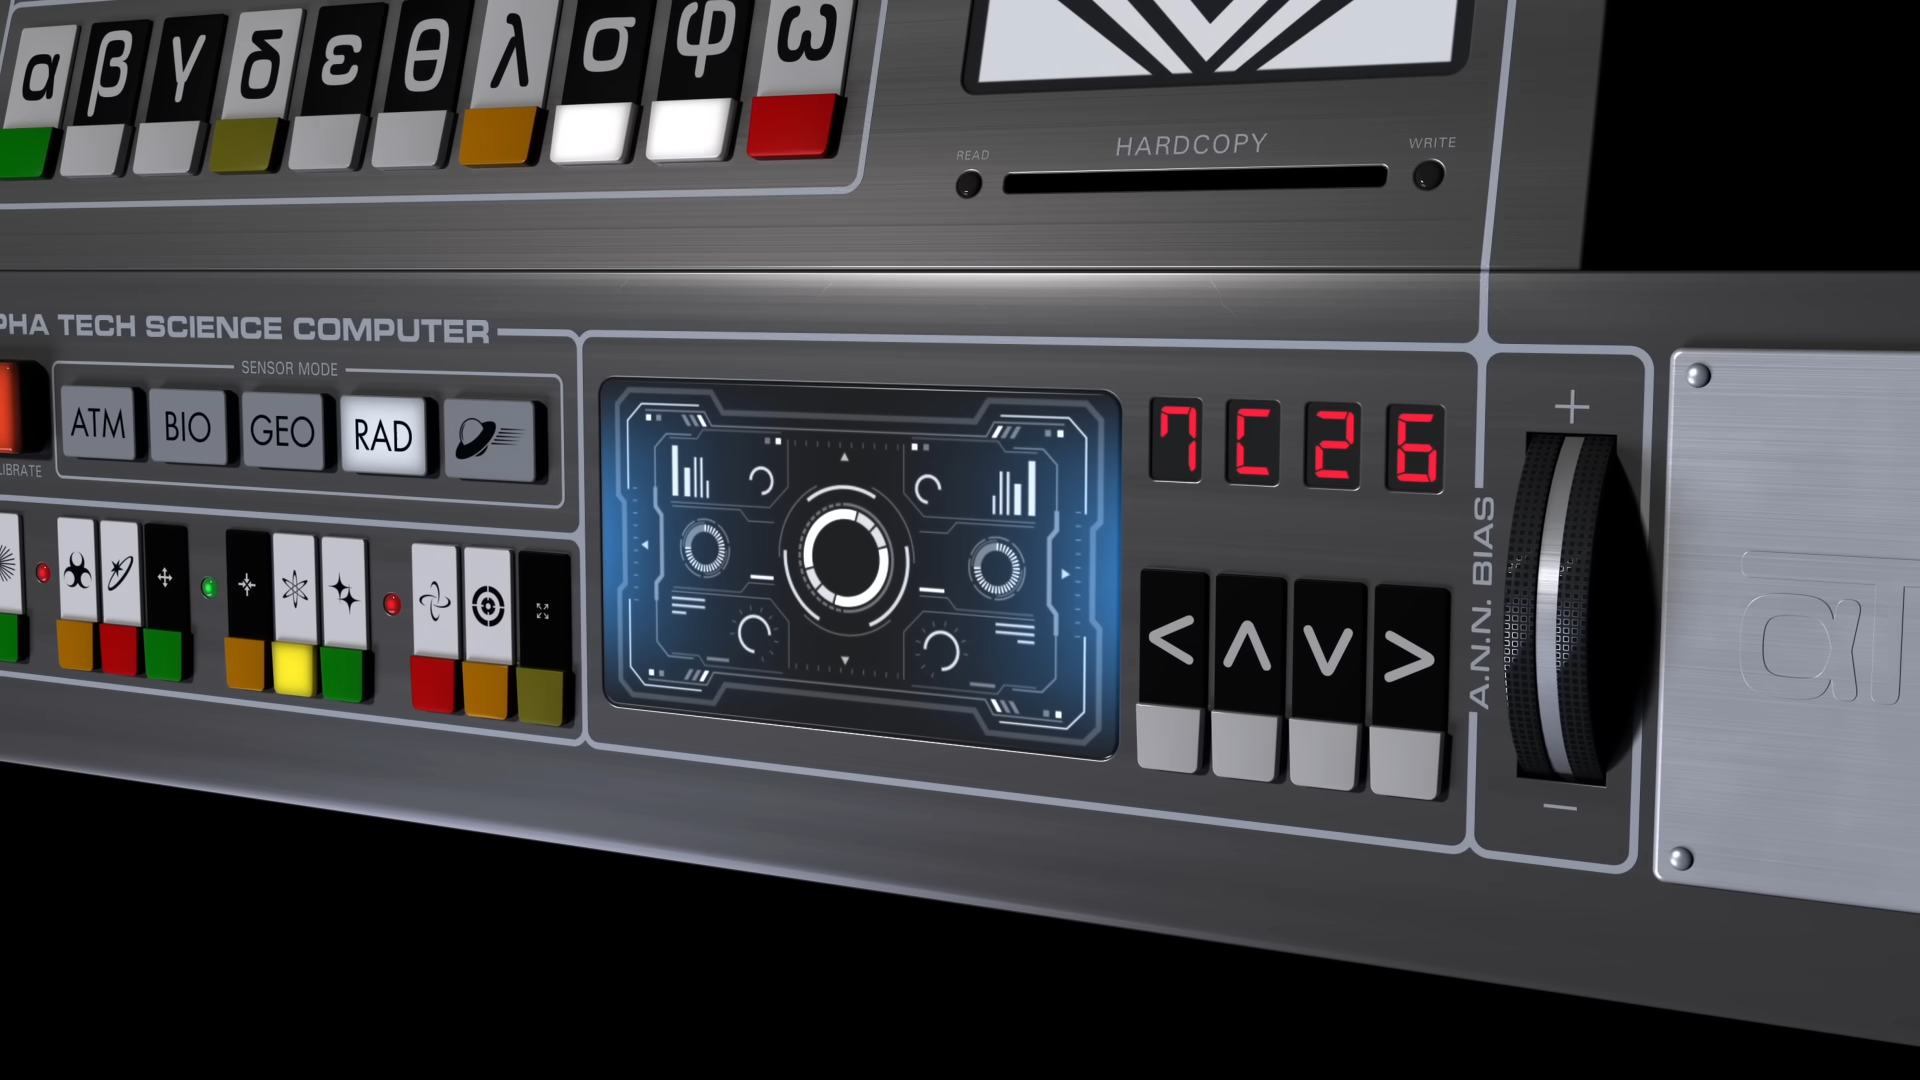 α β γ δ ε θ λ σ φ ω
HARDCOPY
READ
WRITE
PHA TECH SCIENCE COMPUTER
SENSOR MODE
ATM BIO GEO RAD
LIBRATE
7C26
< ∧ ∨ >
A.N.N. BIAS
+
−